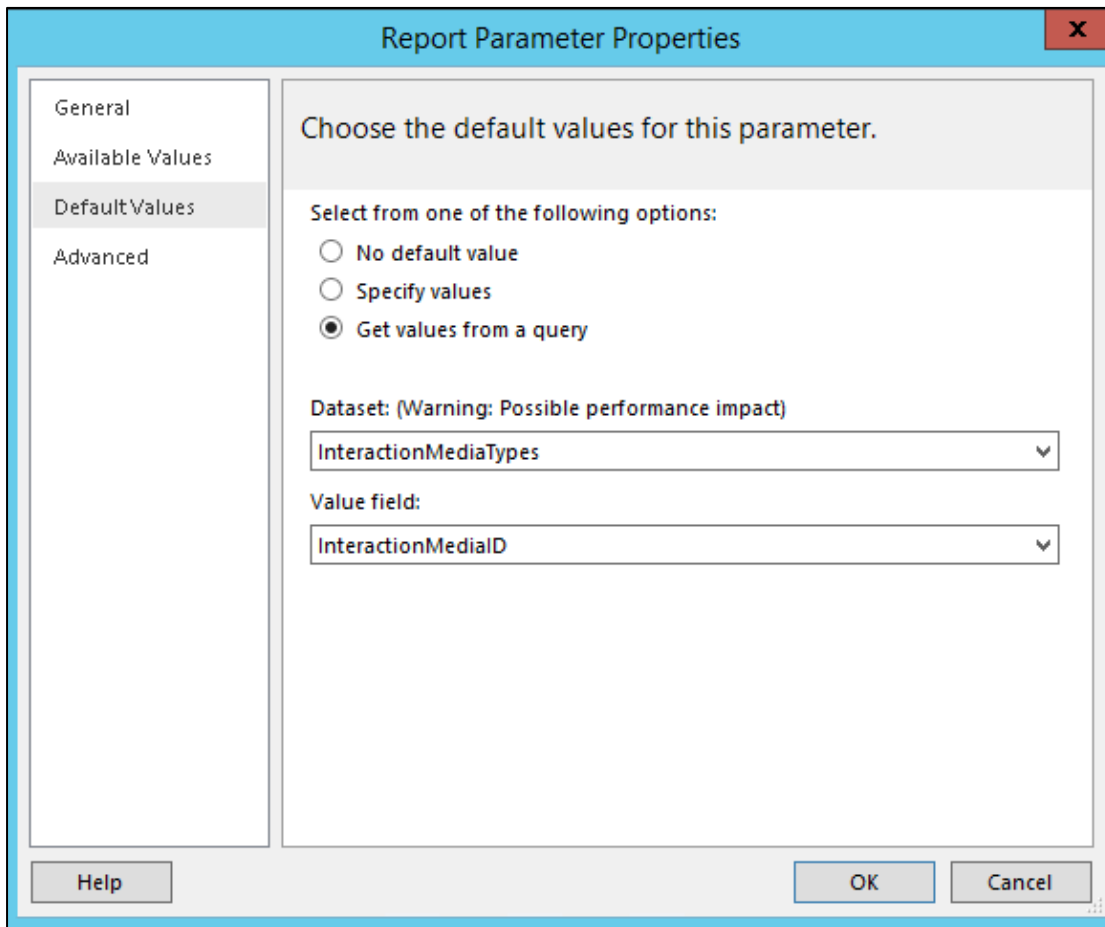 Report Parameter Properties
x
General
Available Values
Default Values
Advanced
Choose the default values for this parameter.
Select from one of the following options:
No default value
Specify values
Get values from a query
Dataset: (Warning: Possible performance impact)
InteractionMediaTypes
Value field:
InteractionMediaID
Help
OK
Cancel